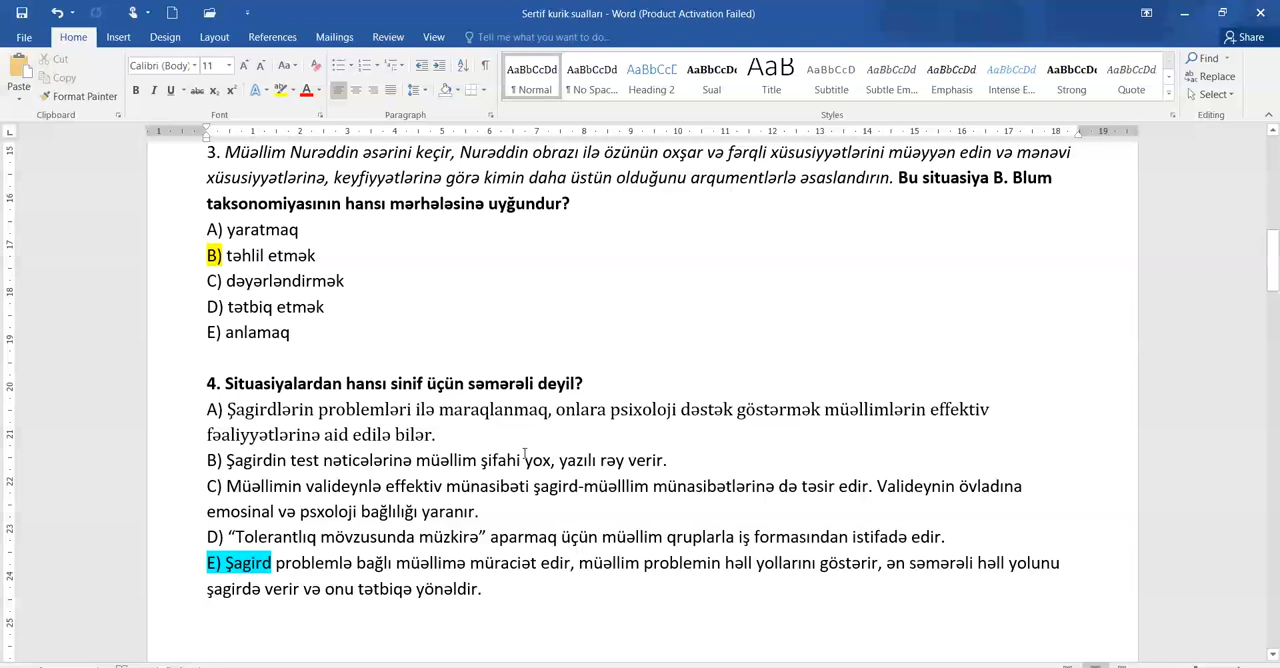 Sertif kurik sualları - Word (Product Activation Failed)
File Home Insert Design Layout References Mailings Review View Tell me what you want to do... Share
Paste Cut Copy Format Painter Clipboard
Calibri (Body) 11 Font
Paragraph
AaBbCcDd AaBbCcDd AaBbCcD AaBbCcDc AaB AaBbCcD AaBbCcDd AaBbCcDd AaBbCcDd AaBbCcDc AaBbCcDd
¶ Normal ¶ No Spac... Heading 2 Sual Title Subtitle Subtle Em... Emphasis Intense E... Strong Quote
Styles
Find Replace Select Editing
3. Müəllim Nurəddin əsərini keçir, Nurəddin obrazı ilə özünün oxşar və fərqli xüsusiyyətlərini müəyyən edin və mənəvi
xüsusiyyətlərinə, keyfiyyətlərinə görə kimin daha üstün olduğunu arqumentlərlə əsaslandırın. Bu situasiya B. Blum
taksonomiyasının hansı mərhələsinə uyğundur?
A) yaratmaq
B) təhlil etmək
C) dəyərləndirmək
D) tətbiq etmək
E) anlamaq
4. Situasiyalardan hansı sinif üçün səmərəli deyil?
A) Şagirdlərin problemləri ilə maraqlanmaq, onlara psixoloji dəstək göstərmək müəllimlərin effektiv
fəaliyyətlərinə aid edilə bilər.
B) Şagirdin test nəticələrinə müəllim şifahi yox, yazılı rəy verir.
C) Müəllimin valideynlə effektiv münasibəti şagird-müəlllim münasibətlərinə də təsir edir. Valideynin övladına
emosinal və psxoloji bağlılığı yaranır.
D) “Tolerantlıq mövzusunda müzkirə” aparmaq üçün müəllim qruplarla iş formasından istifadə edir.
E) Şagird problemlə bağlı müəllimə müraciət edir, müəllim problemin həll yollarını göstərir, ən səmərəli həll yolunu
şagirdə verir və onu tətbiqə yönəldir.